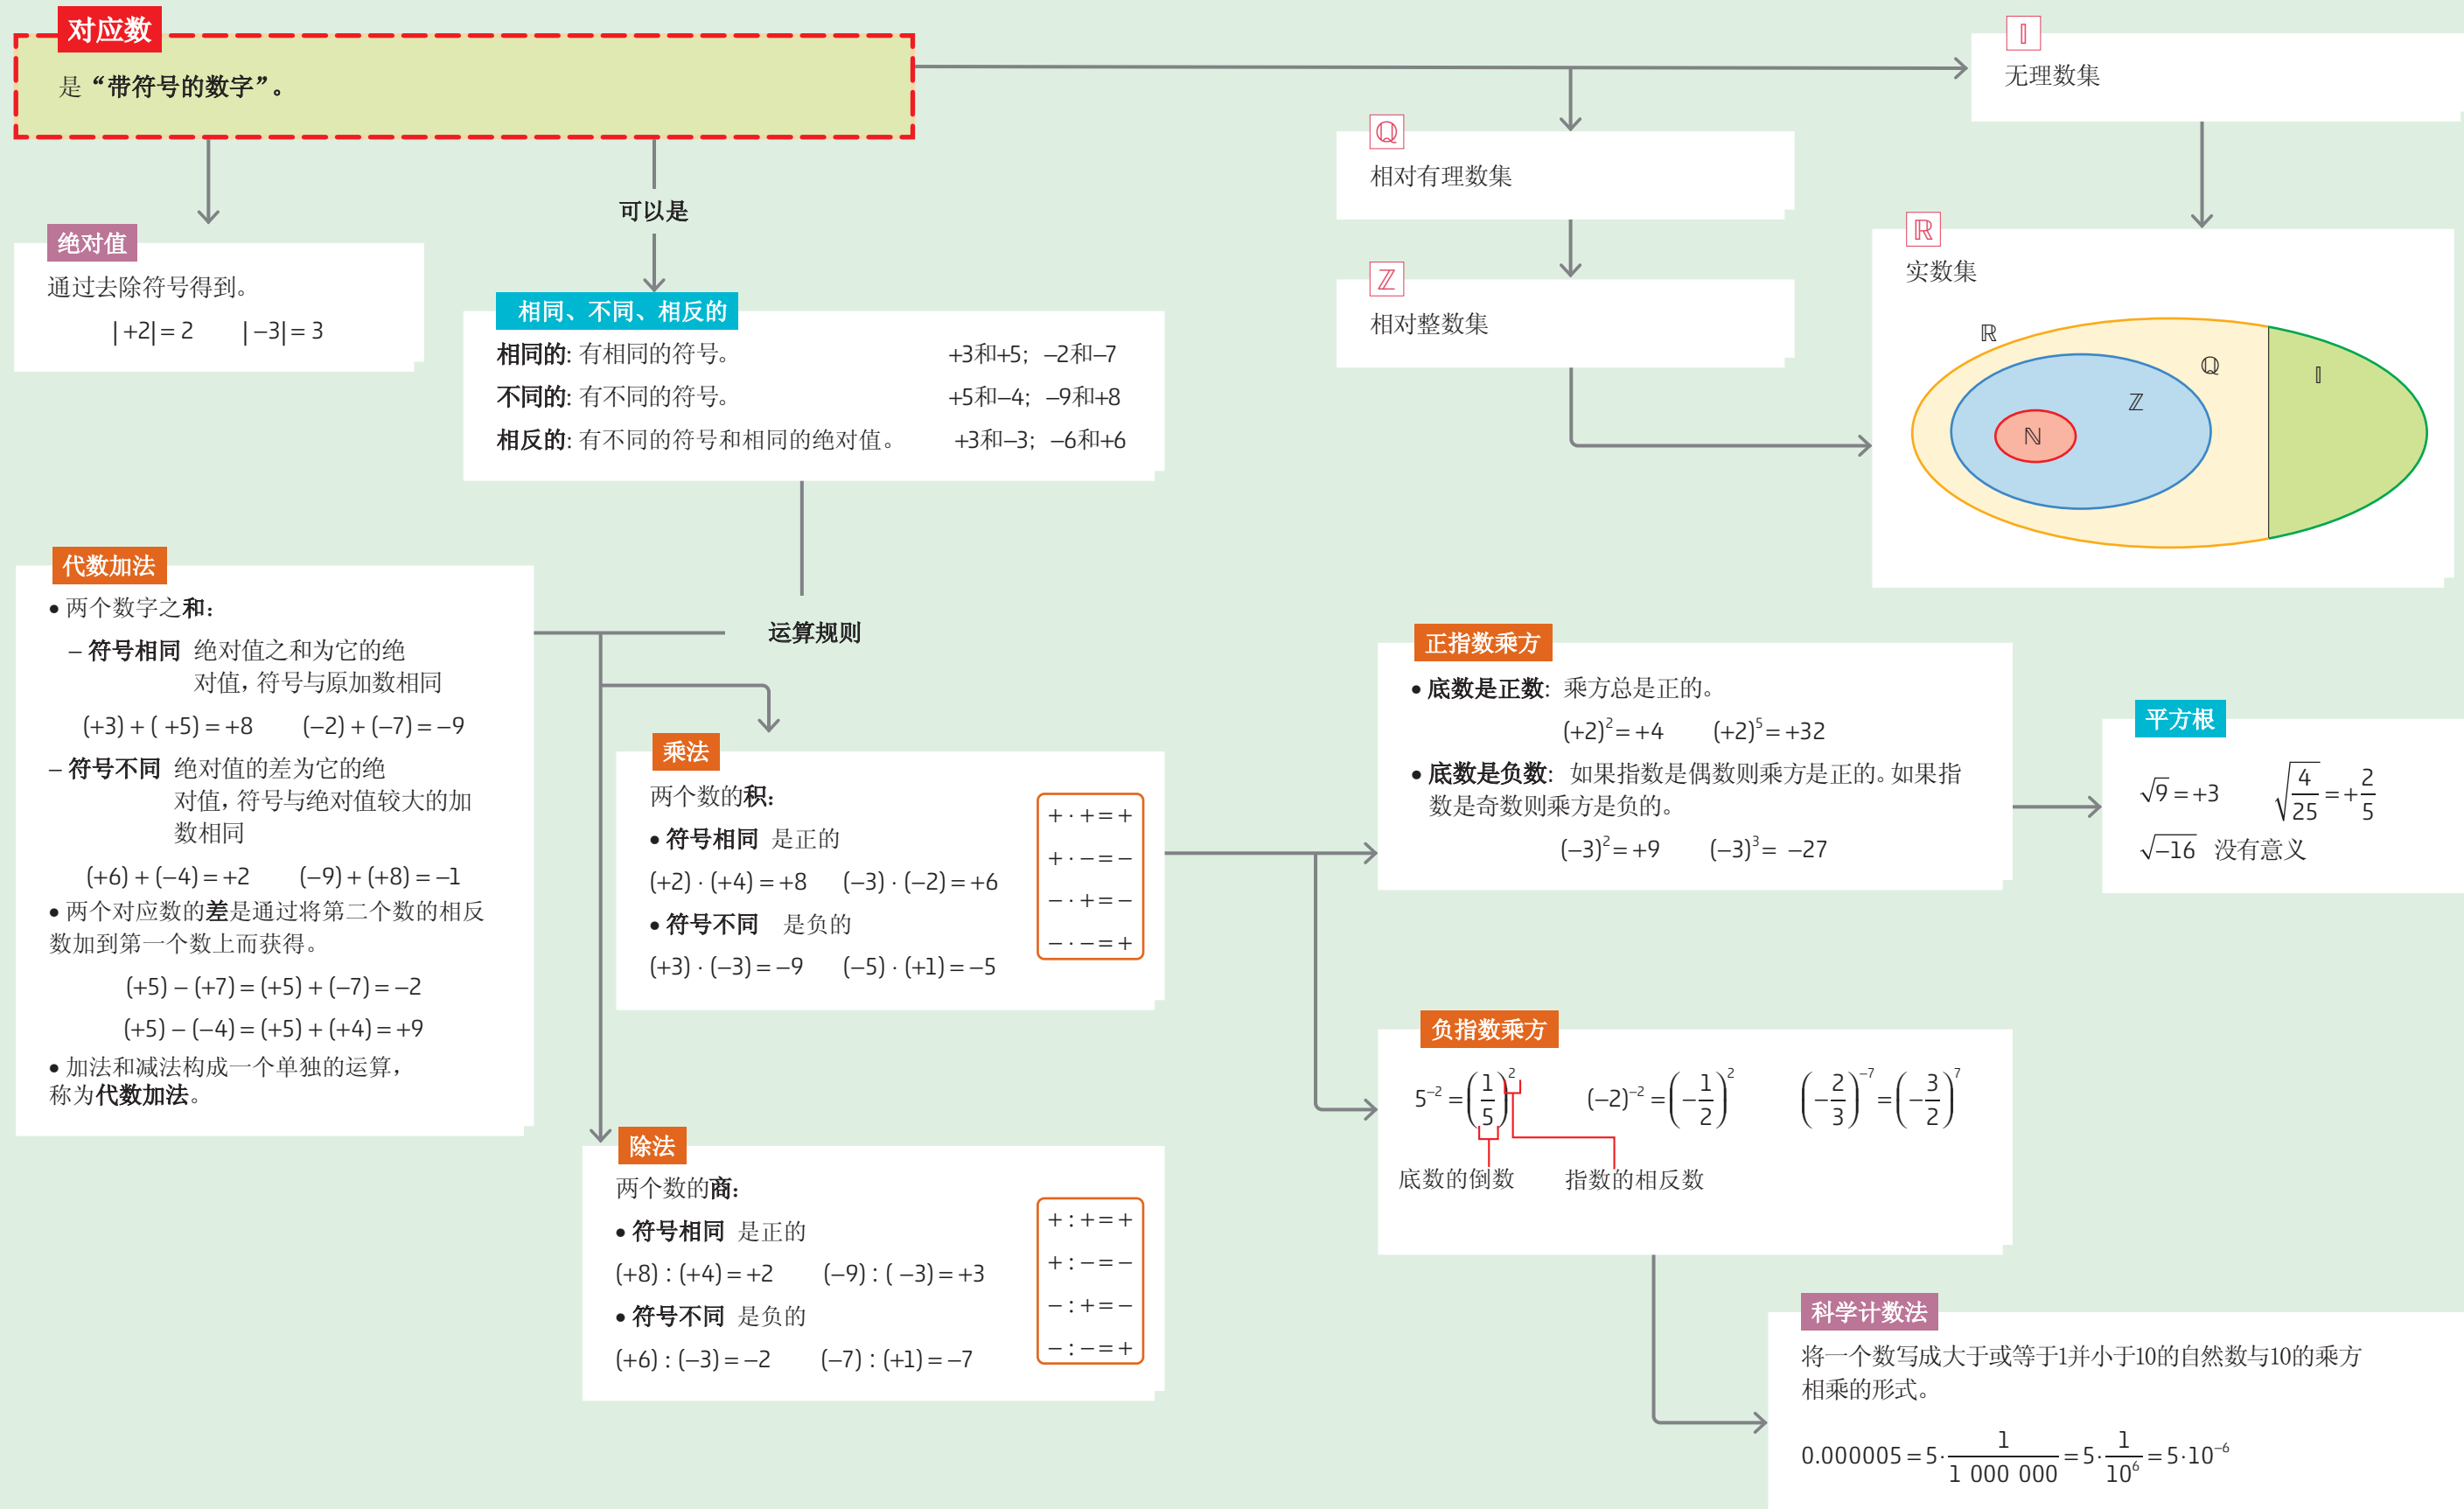 对应数
是“带符号的数字”。
绝对值
通过去除符号得到。
|+2|= 2 |−3|= 3
可以是
相同、不同、相反的
相同的: 有相同的符号。 +3和+5; −2和−7
不同的: 有不同的符号。 +5和−4; −9和+8
相反的: 有不同的符号和相同的绝对值。 +3和−3; −6和+6
𝕀
无理数集
ℚ
相对有理数集
ℤ
相对整数集
ℝ
实数集
ℝ
ℚ
𝕀
ℤ
ℕ
运算规则
代数加法
• 两个数字之和:
– 符号相同 绝对值之和为它的绝
对值, 符号与原加数相同
(+3) + ( +5) = +8 (−2) + (−7) = −9
– 符号不同 绝对值的差为它的绝
对值, 符号与绝对值较大的加
数相同
(+6) + (−4) = +2 (−9) + (+8) = −1
• 两个对应数的差是通过将第二个数的相反
数加到第一个数上而获得。
(+5) − (+7) = (+5) + (−7) = −2
(+5) − (−4) = (+5) + (+4) = +9
• 加法和减法构成一个单独的运算,
称为代数加法。
乘法
两个数的积:
• 符号相同 是正的
(+2) · (+4) = +8 (−3) · (−2) = +6
• 符号不同 是负的
(+3) · (−3) = −9 (−5) · (+1) = −5
+ · + = +
+ · − = −
− · + = −
− · − = +
除法
两个数的商:
• 符号相同 是正的
(+8) : (+4) = +2 (−9) : ( −3) = +3
• 符号不同 是负的
(+6) : (−3) = −2 (−7) : (+1) = −7
+ : + = +
+ : − = −
− : + = −
− : − = +
正指数乘方
• 底数是正数: 乘方总是正的。
(+2)²= +4 (+2)⁵= +32
• 底数是负数: 如果指数是偶数则乘方是正的。如果指
数是奇数则乘方是负的。
(−3)²= +9 (−3)³= −27
平方根
√9 = +3 √(4/25) = +2/5
√−16 没有意义
负指数乘方
5⁻² = (1/5)² (−2)⁻² = (−1/2)² (−2/3)⁻⁷ = (−3/2)⁷
底数的倒数 指数的相反数
科学计数法
将一个数写成大于或等于1并小于10的自然数与10的乘方
相乘的形式。
0.000005 = 5· 1/1 000 000 = 5· 1/10⁶ = 5·10⁻⁶